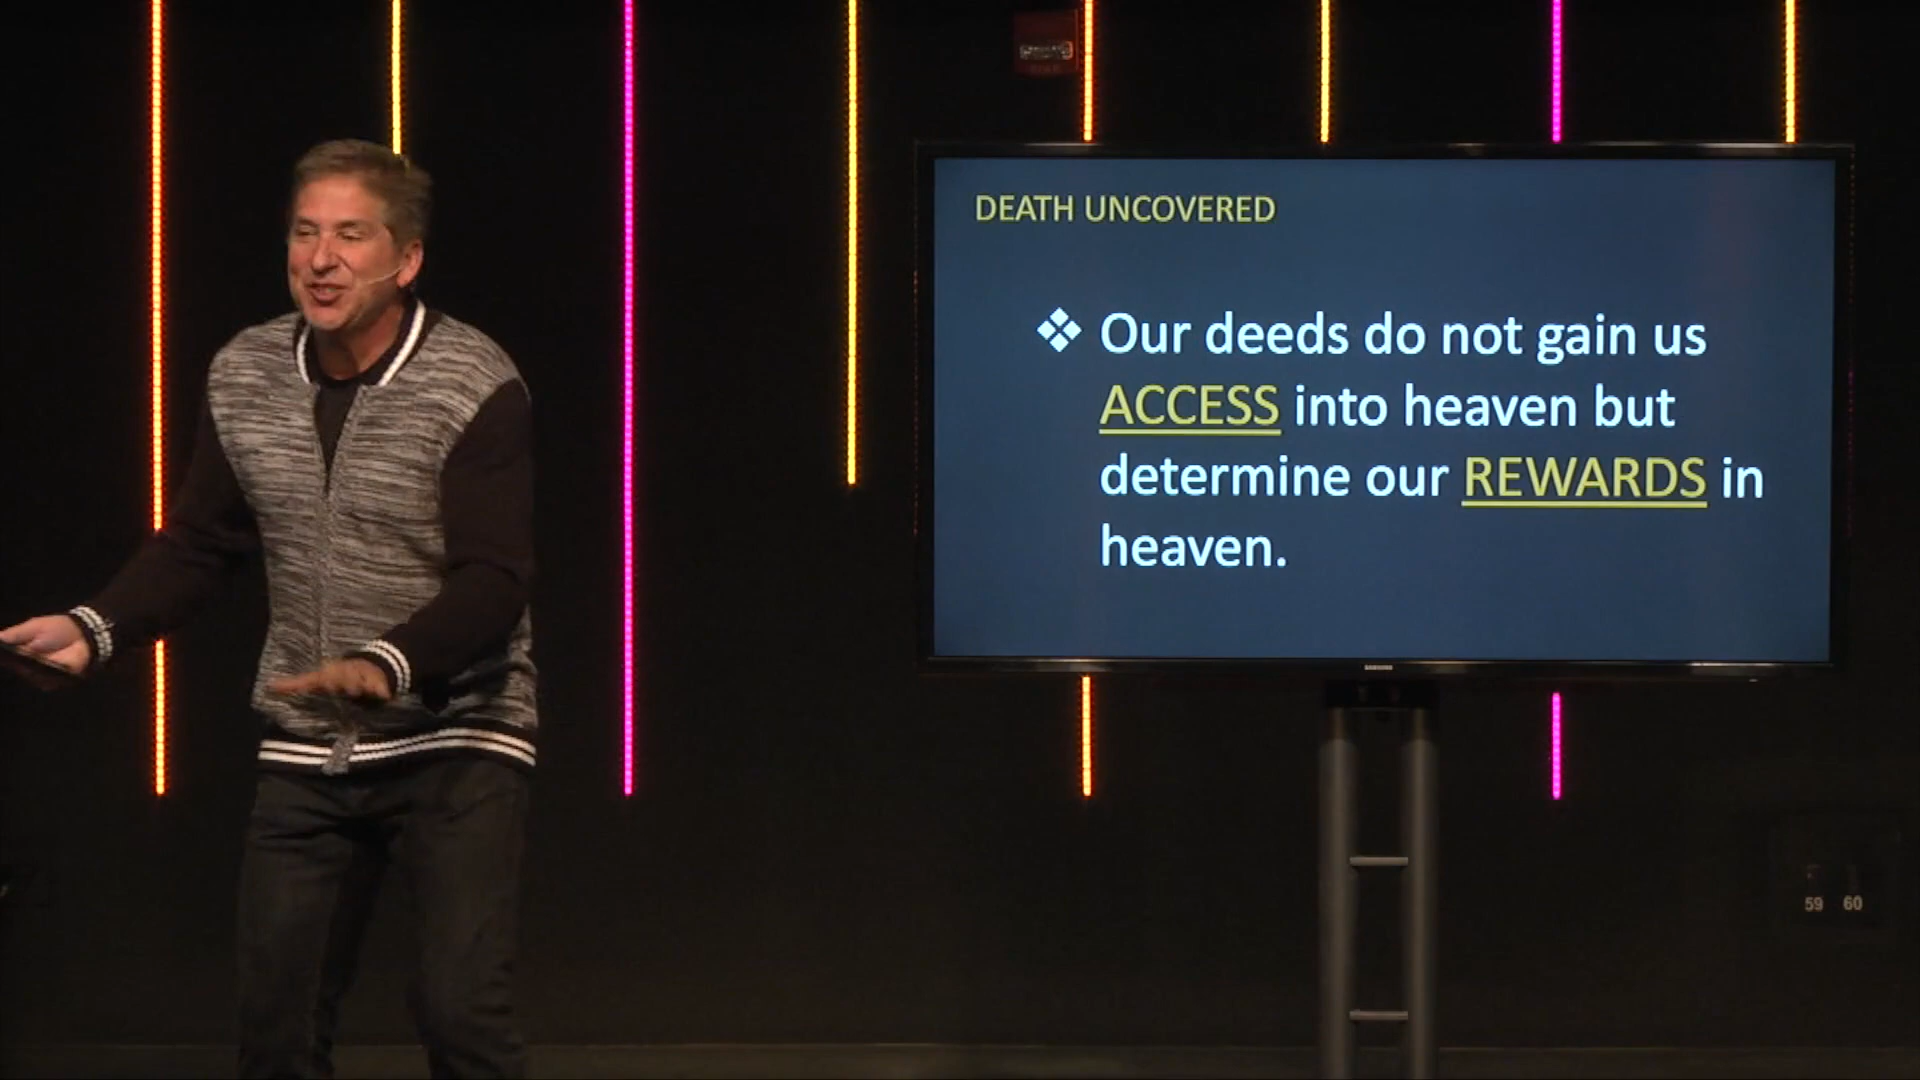 DEATH UNCOVERED
❖ Our deeds do not gain us
ACCESS into heaven but
determine our REWARDS in
heaven.
SAMSUNG
59 60